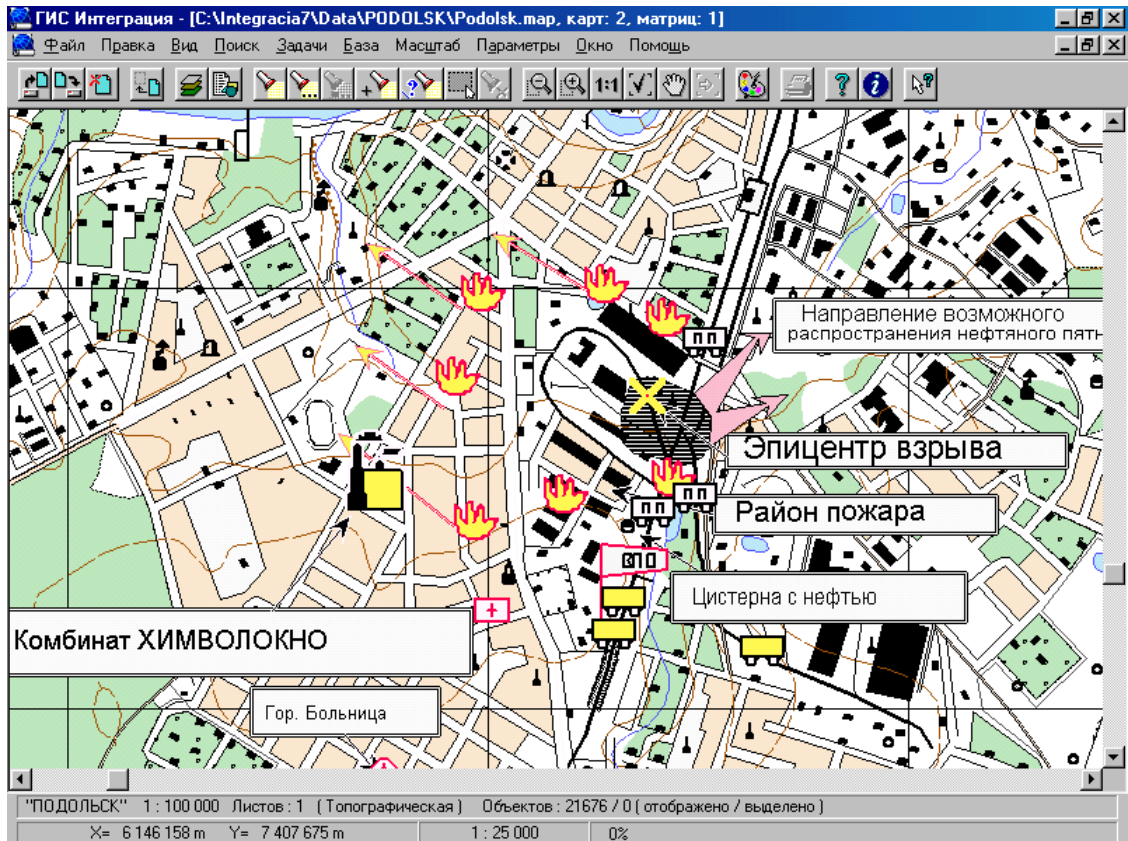 ГИС Интеграция - [C:\Integracia7\Data\PODOLSK\Podolsk.map, карт: 2, матриц: 1]
Файл Правка Вид Поиск Задачи База Масштаб Параметры Окно Помощь
1:1
Направление возможного
распространения нефтяного пятн
ПП
Эпицентр взрыва
ПП
ПП
Район пожара
ВПО
Цистерна с нефтью
Комбинат ХИМВОЛОКНО
Гор. Больница
"ПОДОЛЬСК" 1 : 100 000 Листов : 1 ( Топографическая ) Объектов : 21676 / 0 ( отображено / выделено )
X= 6 146 158 m Y= 7 407 675 m 1 : 25 000 0%